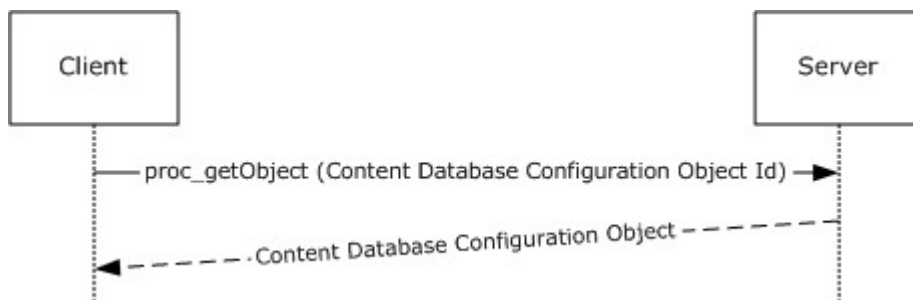 Client
Server
proc_getObject (Content Database Configuration Object Id)
Content Database Configuration Object